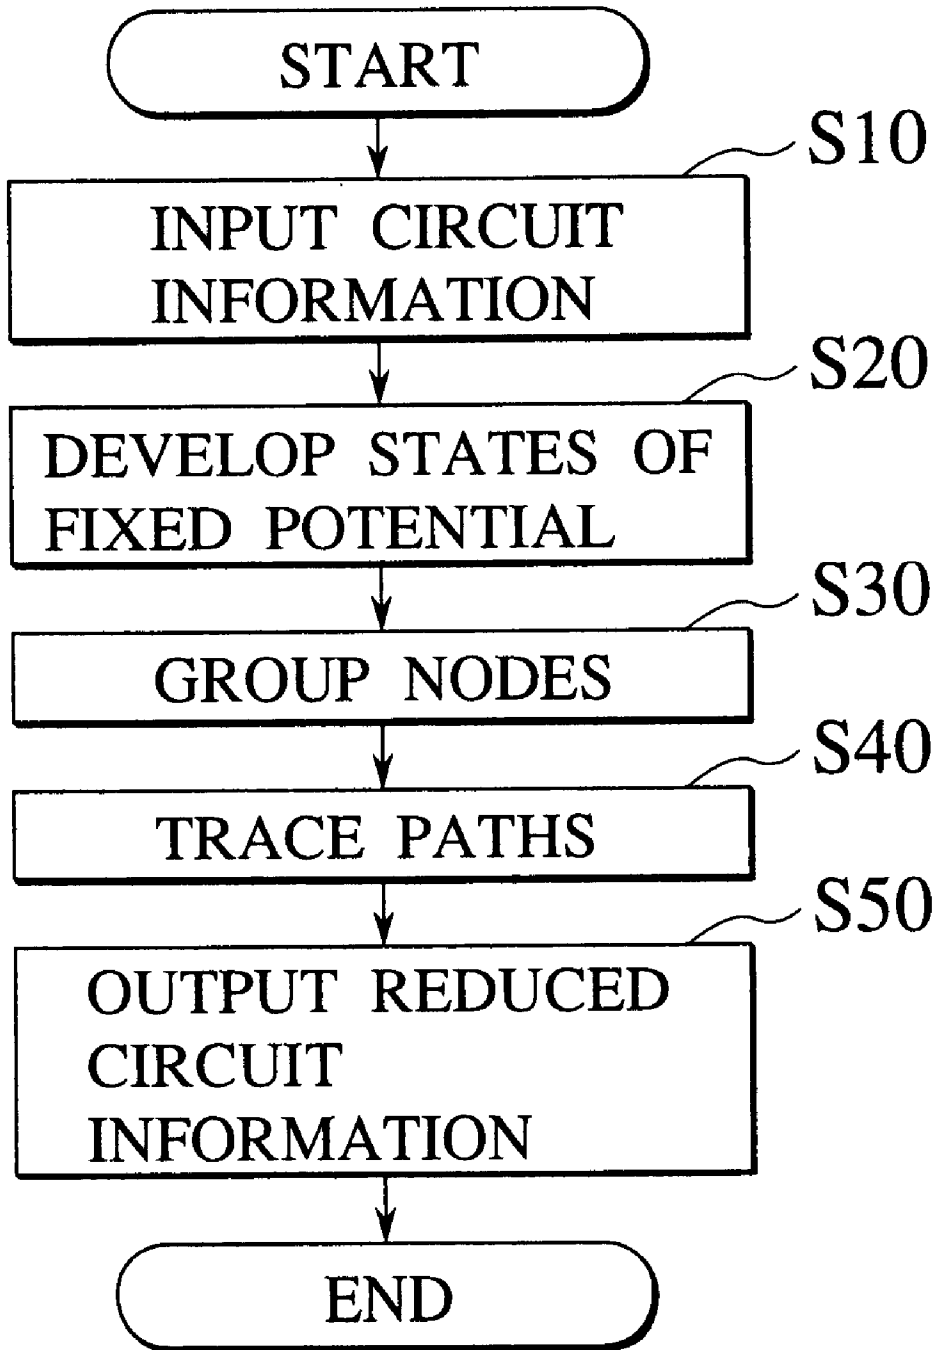 START
S10
INPUT CIRCUIT
INFORMATION
S20
DEVELOP STATES OF
FIXED POTENTIAL
S30
GROUP NODES
S40
TRACE PATHS
S50
OUTPUT REDUCED
CIRCUIT
INFORMATION
END